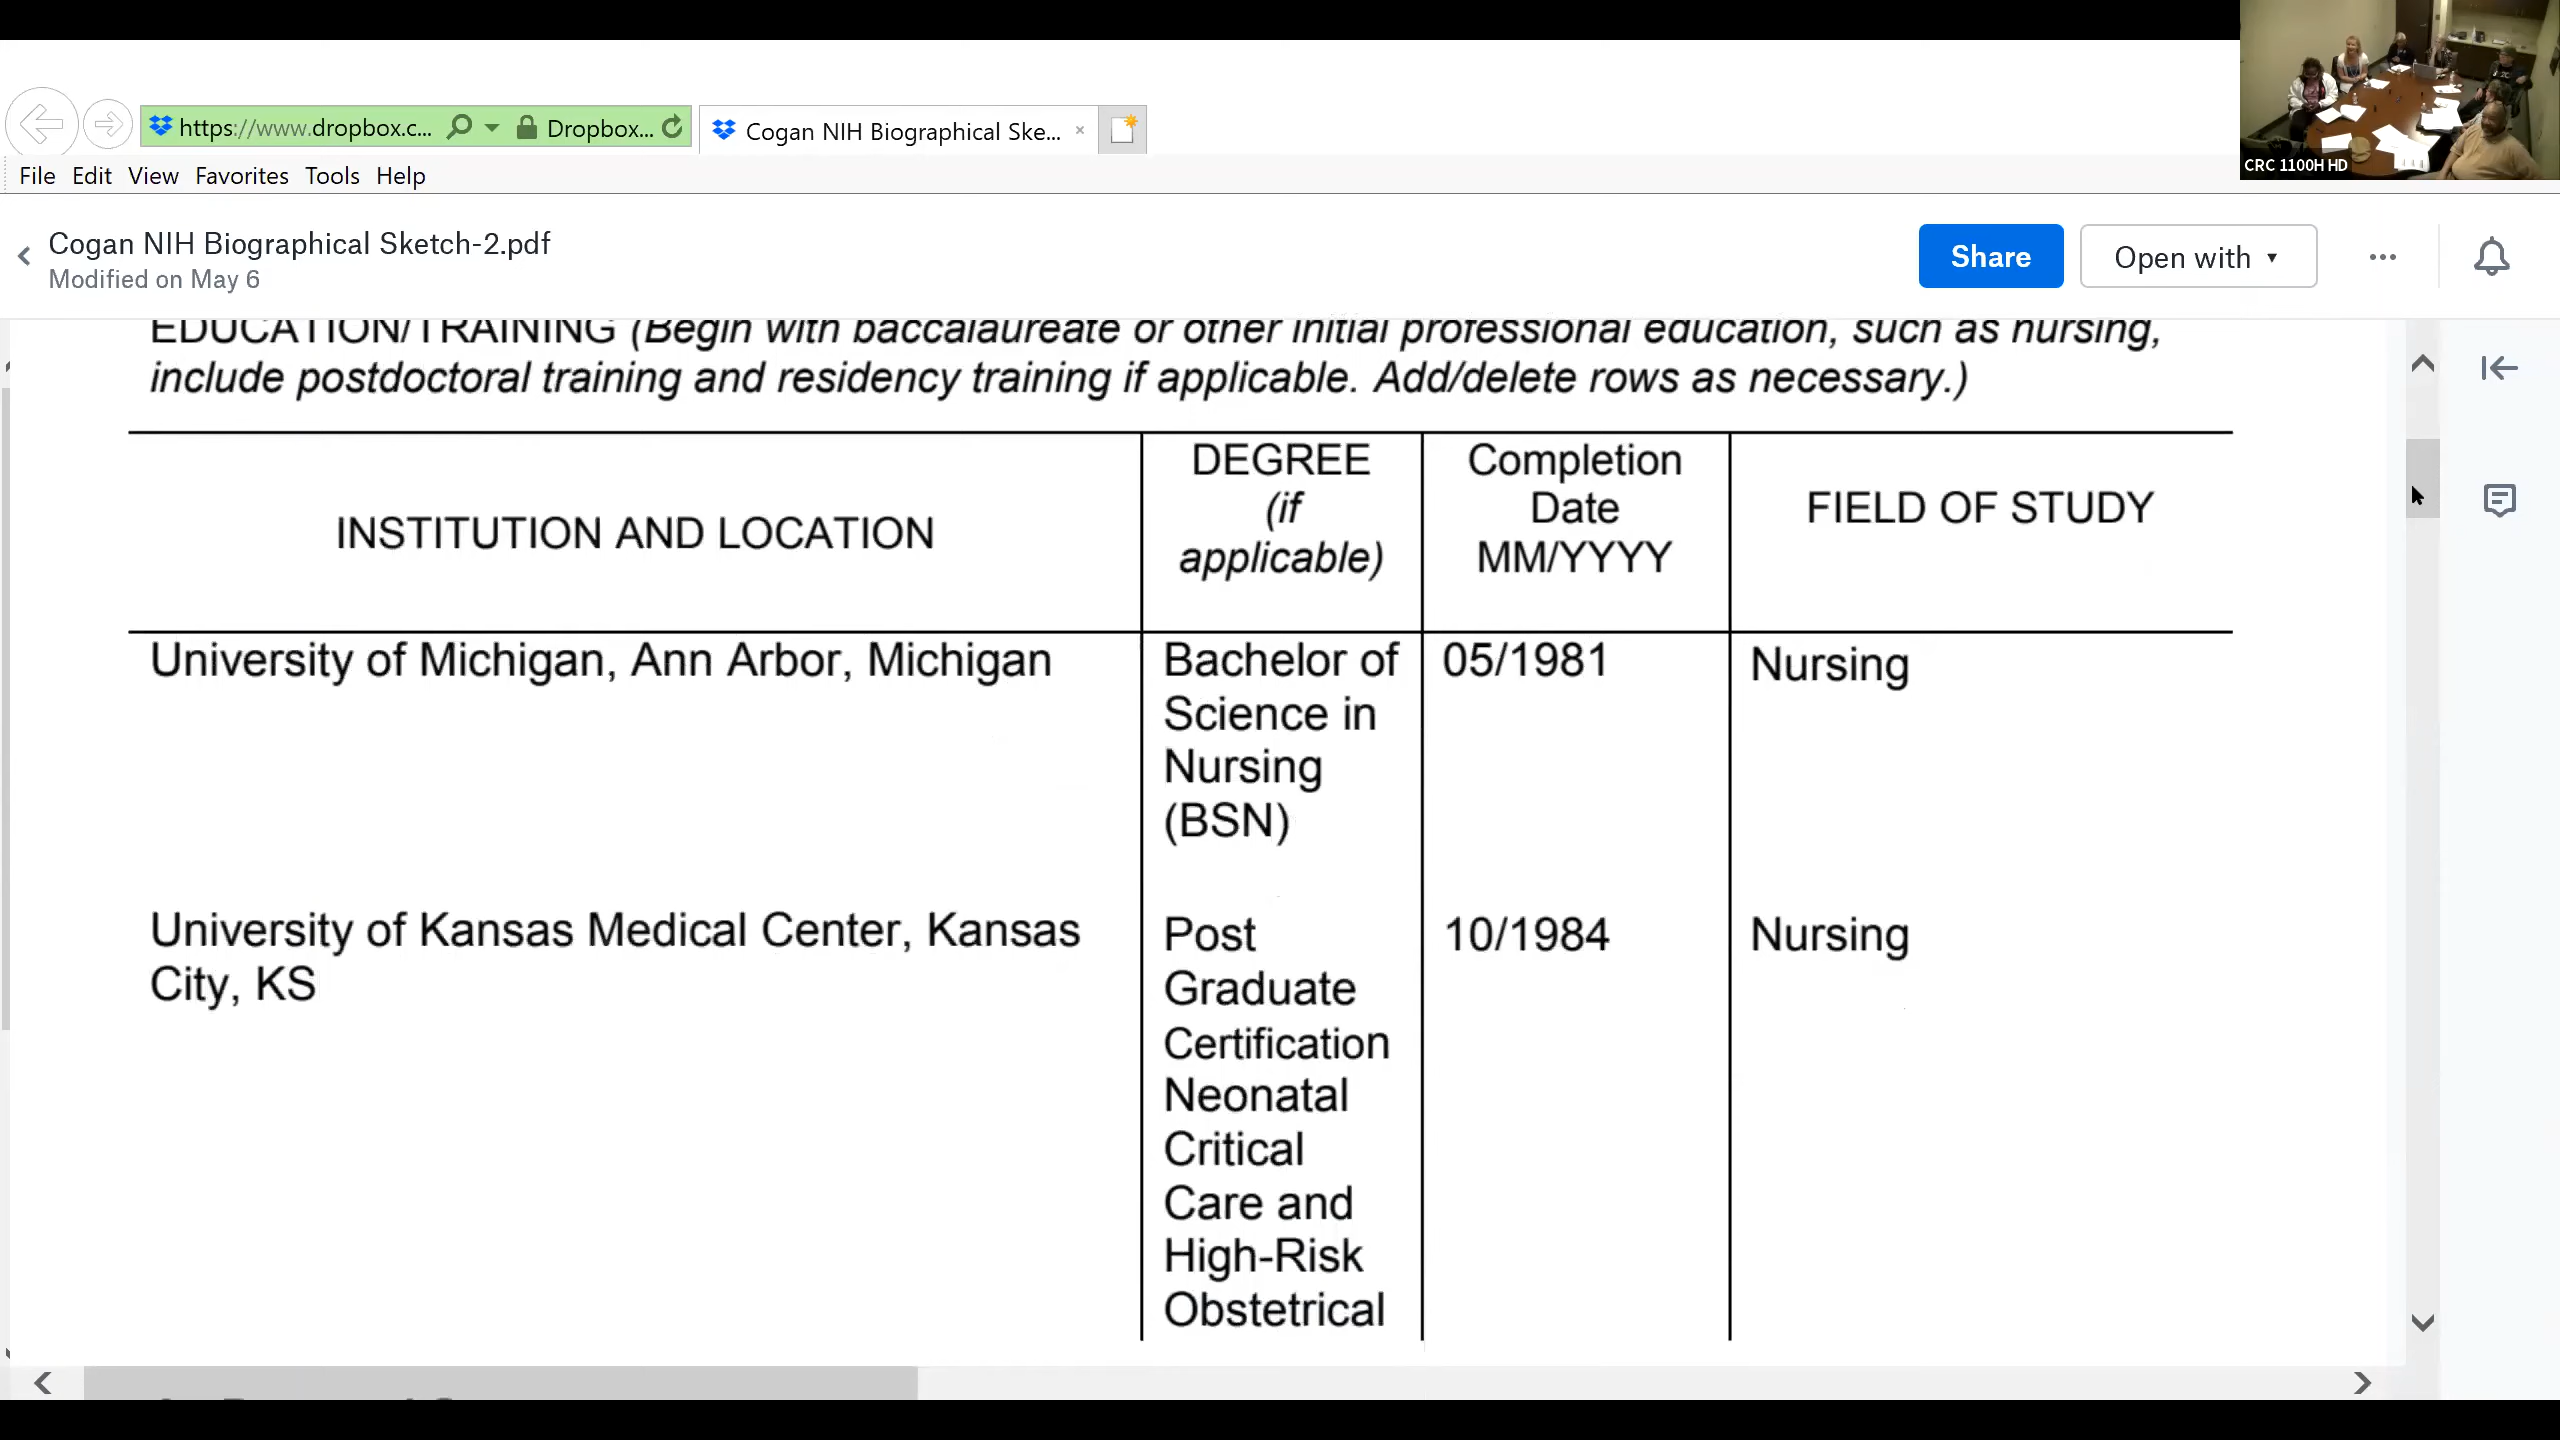 CRC 1100H HD
https://www.dropbox.c...
Dropbox...
Cogan NIH Biographical Ske...
File Edit View Favorites Tools Help
Cogan NIH Biographical Sketch-2.pdf
Modified on May 6
Share
Open with
EDUCATION/TRAINING (Begin with baccalaureate or other initial professional education, such as nursing,
include postdoctoral training and residency training if applicable. Add/delete rows as necessary.)
INSTITUTION AND LOCATION
DEGREE
(if
applicable)
Completion
Date
MM/YYYY
FIELD OF STUDY
University of Michigan, Ann Arbor, Michigan
Bachelor of
Science in
Nursing
(BSN)
05/1981
Nursing
University of Kansas Medical Center, Kansas
City, KS
Post
Graduate
Certification
Neonatal
Critical
Care and
High-Risk
Obstetrical
10/1984
Nursing